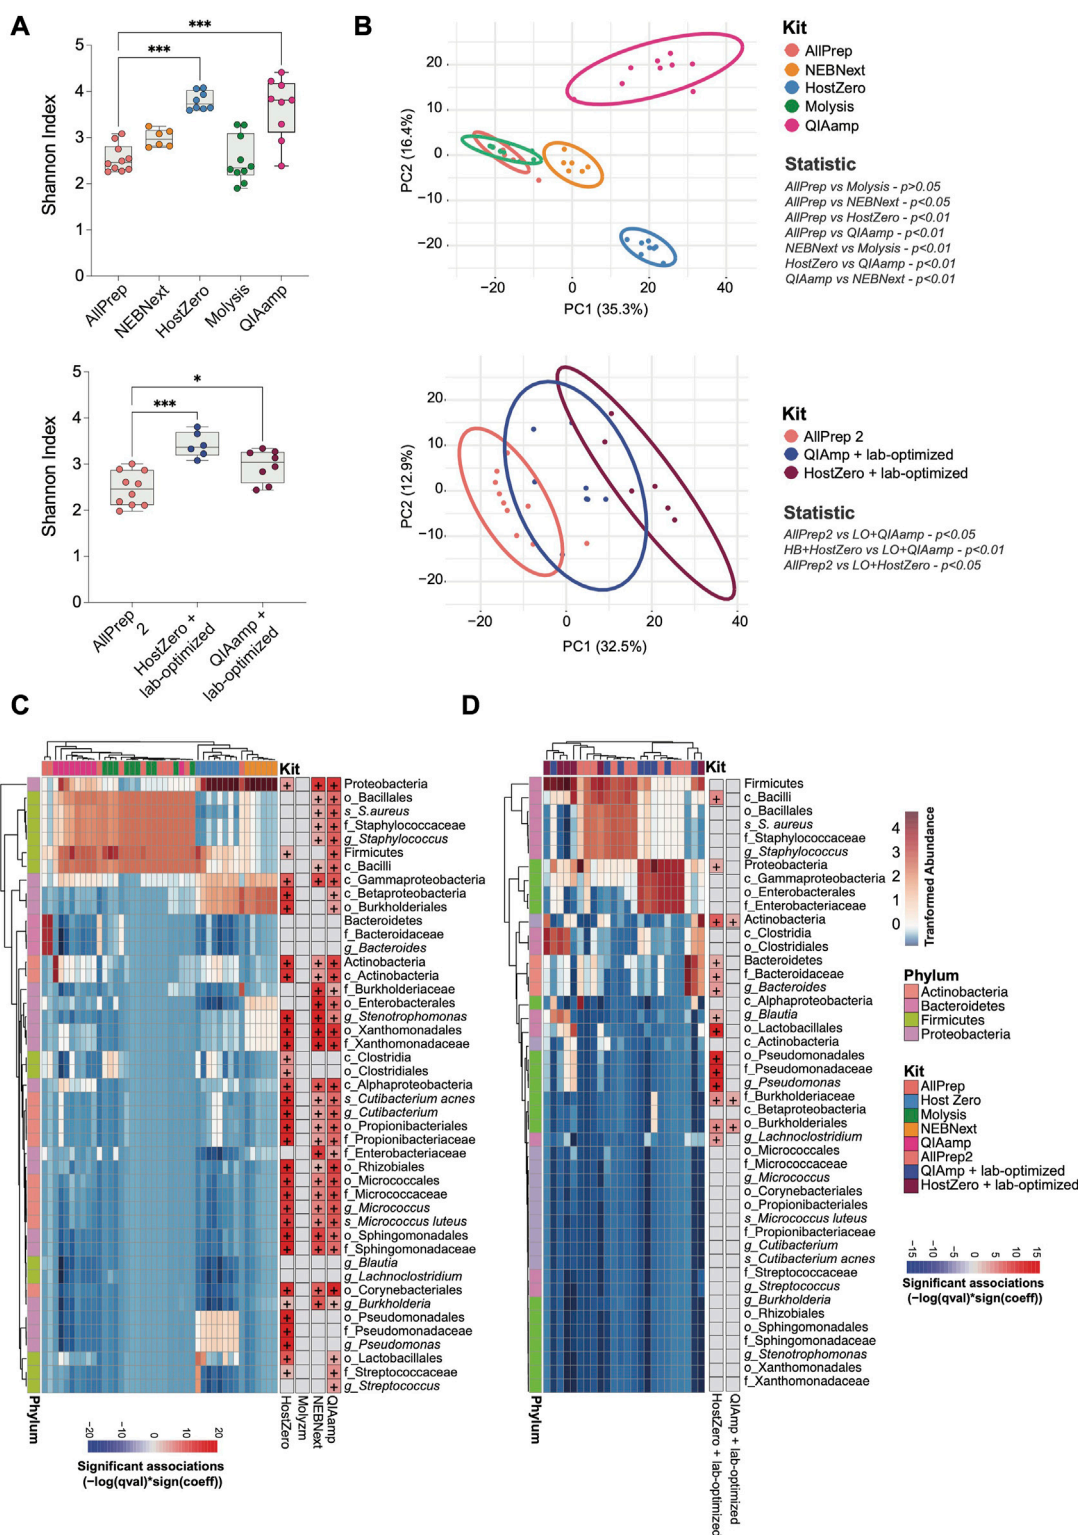 A
B
***
***
Shannon Index
5
4
3
2
1
0
AllPrep
NEBNext
HostZero
Molysis
QIAamp
PC2 (16.4%)
20
10
0
−10
−20
−20
0
20
40
PC1 (35.3%)
Kit
AllPrep
NEBNext
HostZero
Molysis
QIAamp
Statistic
AllPrep vs Molysis - p>0.05
AllPrep vs NEBNext - p<0.05
AllPrep vs HostZero - p<0.01
AllPrep vs QIAamp - p<0.01
NEBNext vs Molysis - p<0.01
HostZero vs QIAamp - p<0.01
QIAamp vs NEBNext - p<0.01
*
***
Shannon Index
5
4
3
2
1
0
AllPrep
2
HostZero +
lab-optimized
QIAamp +
lab-optimized
PC2 (12.9%)
20
10
0
−10
−20
−20
0
20
40
PC1 (32.5%)
Kit
AllPrep 2
QIAmp + lab-optimized
HostZero + lab-optimized
Statistic
AllPrep2 vs LO+QIAamp - p<0.05
HB+HostZero vs LO+QIAamp - p<0.01
AllPrep2 vs LO+HostZero - p<0.05
C
Kit
Proteobacteria
o_Bacillales
s_S.aureus
f_Staphylococcaceae
g_Staphylococcus
Firmicutes
c_Bacilli
c_Gammaproteobacteria
c_Betaproteobacteria
o_Burkholderiales
Bacteroidetes
f_Bacteroidaceae
g_Bacteroides
Actinobacteria
c_Actinobacteria
f_Burkholderiaceae
o_Enterobacterales
g_Stenotrophomonas
o_Xanthomonadales
f_Xanthomonadaceae
c_Clostridia
o_Clostridiales
c_Alphaproteobacteria
s_Cutibacterium acnes
g_Cutibacterium
o_Propionibacteriales
f_Propionibacteriaceae
f_Enterobacteriaceae
o_Rhizobiales
o_Micrococcales
f_Micrococcaceae
g_Micrococcus
s_Micrococcus luteus
o_Sphingomonadales
f_Sphingomonadaceae
g_Blautia
g_Lachnoclostridium
o_Corynebacteriales
g_Burkholderia
o_Pseudomonadales
f_Pseudomonadaceae
g_Pseudomonas
o_Lactobacillales
f_Streptococcaceae
g_Streptococcus
Phylum
HostZero
Molyzm
NEBNext
QIAamp
-20
-10
0
10
20
Significant associations
(−log(qval)*sign(coeff))
D
Kit
Firmicutes
c_Bacilli
o_Bacillales
s_S. aureus
f_Staphylococcaceae
g_Staphylococcus
Proteobacteria
c_Gammaproteobacteria
o_Enterobacterales
f_Enterobacteriaceae
Actinobacteria
c_Clostridia
o_Clostridiales
Bacteroidetes
f_Bacteroidaceae
g_Bacteroides
c_Alphaproteobacteria
g_Blautia
o_Lactobacillales
c_Actinobacteria
o_Pseudomonadales
f_Pseudomonadaceae
g_Pseudomonas
f_Burkholderiaceae
c_Betaproteobacteria
o_Burkholderiales
g_Lachnoclostridium
o_Micrococcales
f_Micrococcaceae
g_Micrococcus
o_Corynebacteriales
o_Propionibacteriales
s_Micrococcus luteus
f_Propionibacteriaceae
g_Cutibacterium
s_Cutibacterium acnes
f_Streptococcaceae
g_Streptococcus
g_Burkholderia
o_Rhizobiales
o_Sphingomonadales
f_Sphingomonadaceae
g_Stenotrophomonas
o_Xanthomonadales
f_Xanthomonadaceae
Phylum
HostZero + lab-optimized
QIAmp + lab-optimized
4
3
2
1
0
Tranformed Abundance
Phylum
Actinobacteria
Bacteroidetes
Firmicutes
Proteobacteria
Kit
AllPrep
Host Zero
Molysis
NEBNext
QIAamp
AllPrep2
QIAmp + lab-optimized
HostZero + lab-optimized
-15
-10
-5
0
5
10
15
Significant associations
(−log(qval)*sign(coeff))